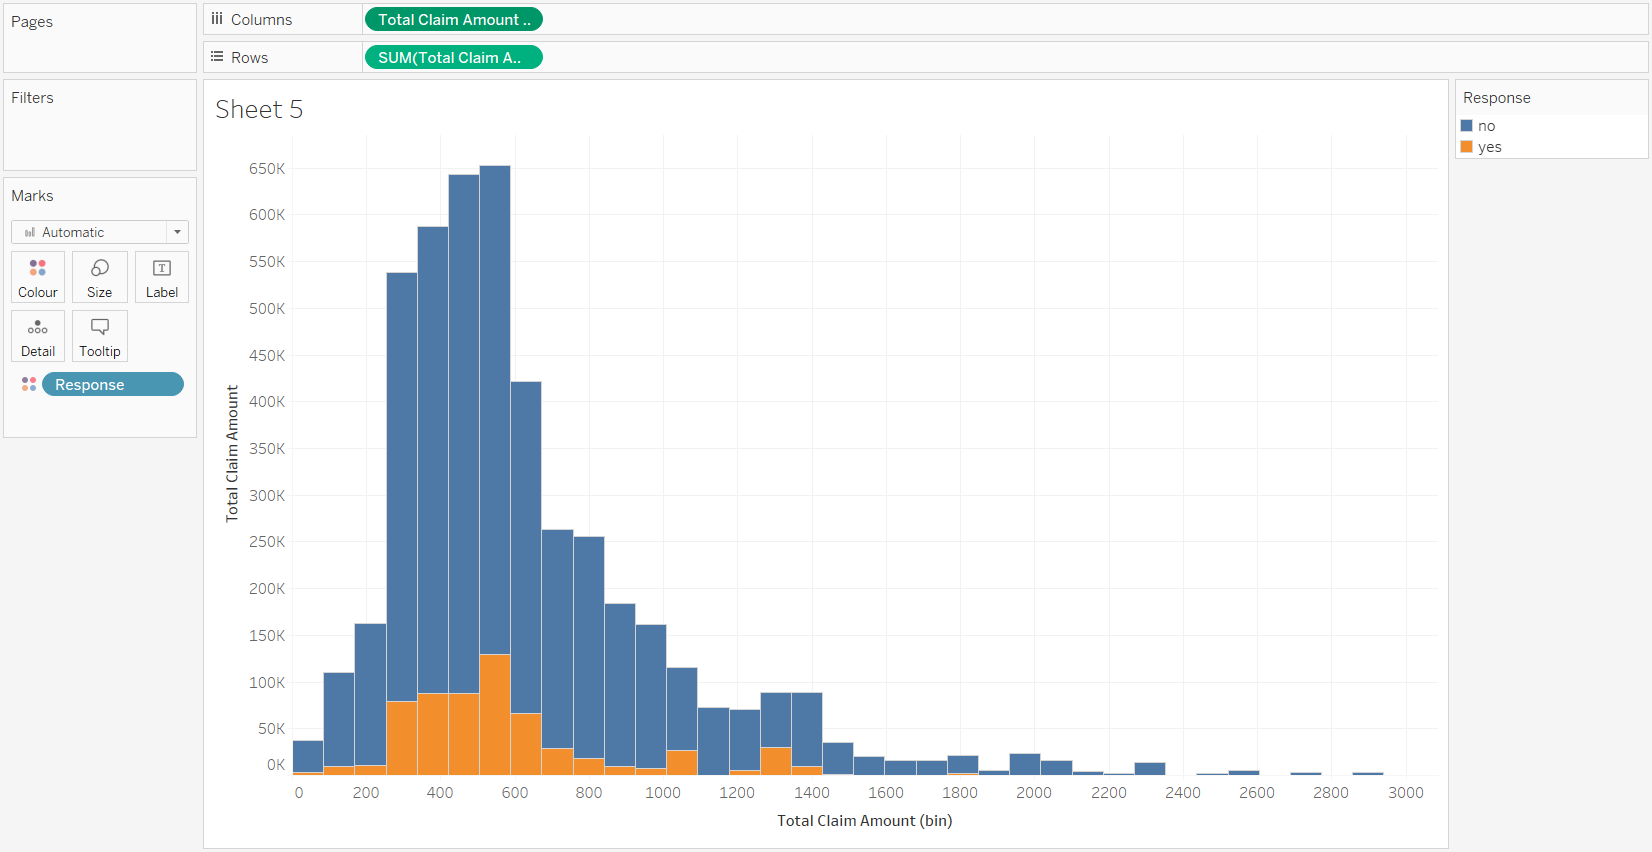 Pages
Columns
Total Claim Amount ..
Rows
SUM(Total Claim A..
Filters
Marks
Automatic
Colour
Size
Label
Detail
Tooltip
Response
Sheet 5
650K
600K
550K
500K
450K
400K
350K
300K
250K
200K
150K
100K
50K
0K
Total Claim Amount
0 200 400 600 800 1000 1200 1400 1600 1800 2000 2200 2400 2600 2800 3000
Total Claim Amount (bin)
Response
no
yes